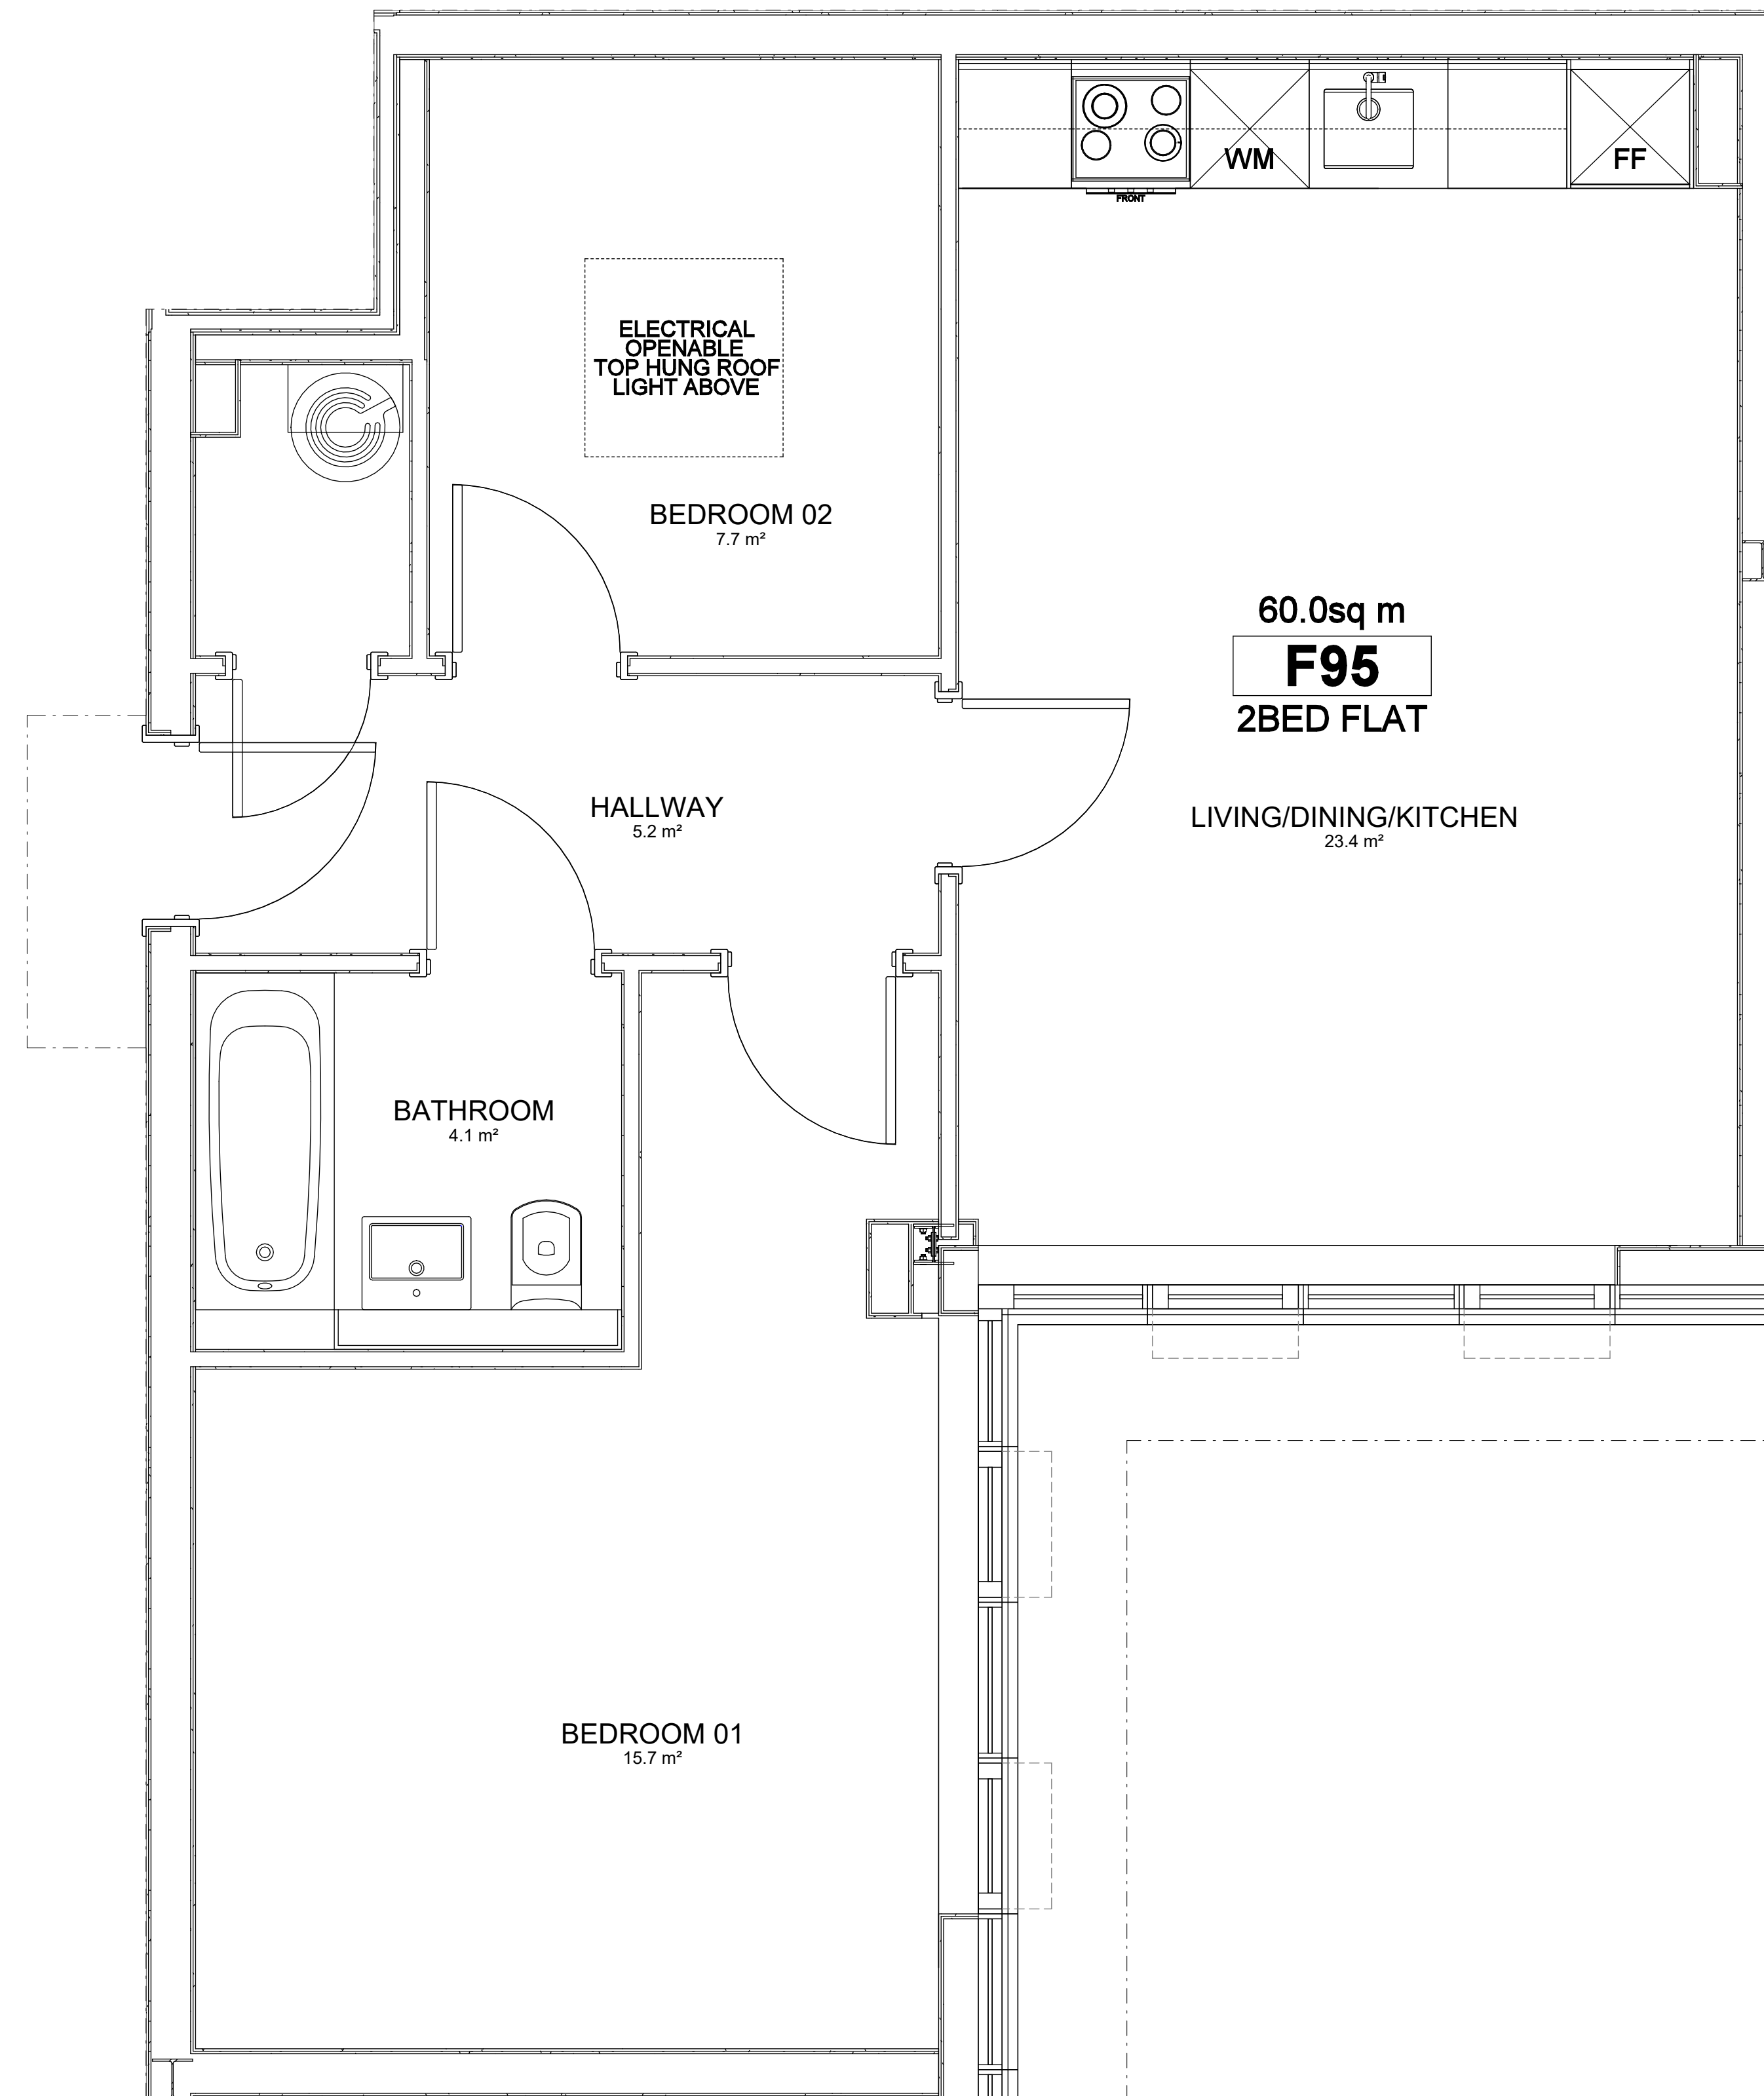 WM
FF
FRONT
ELECTRICAL
OPENABLE
TOP HUNG ROOF
LIGHT ABOVE
BEDROOM 02
7.7 m²
60.0sq m
F95
2BED FLAT
HALLWAY
5.2 m²
LIVING/DINING/KITCHEN
23.4 m²
BATHROOM
4.1 m²
BEDROOM 01
15.7 m²